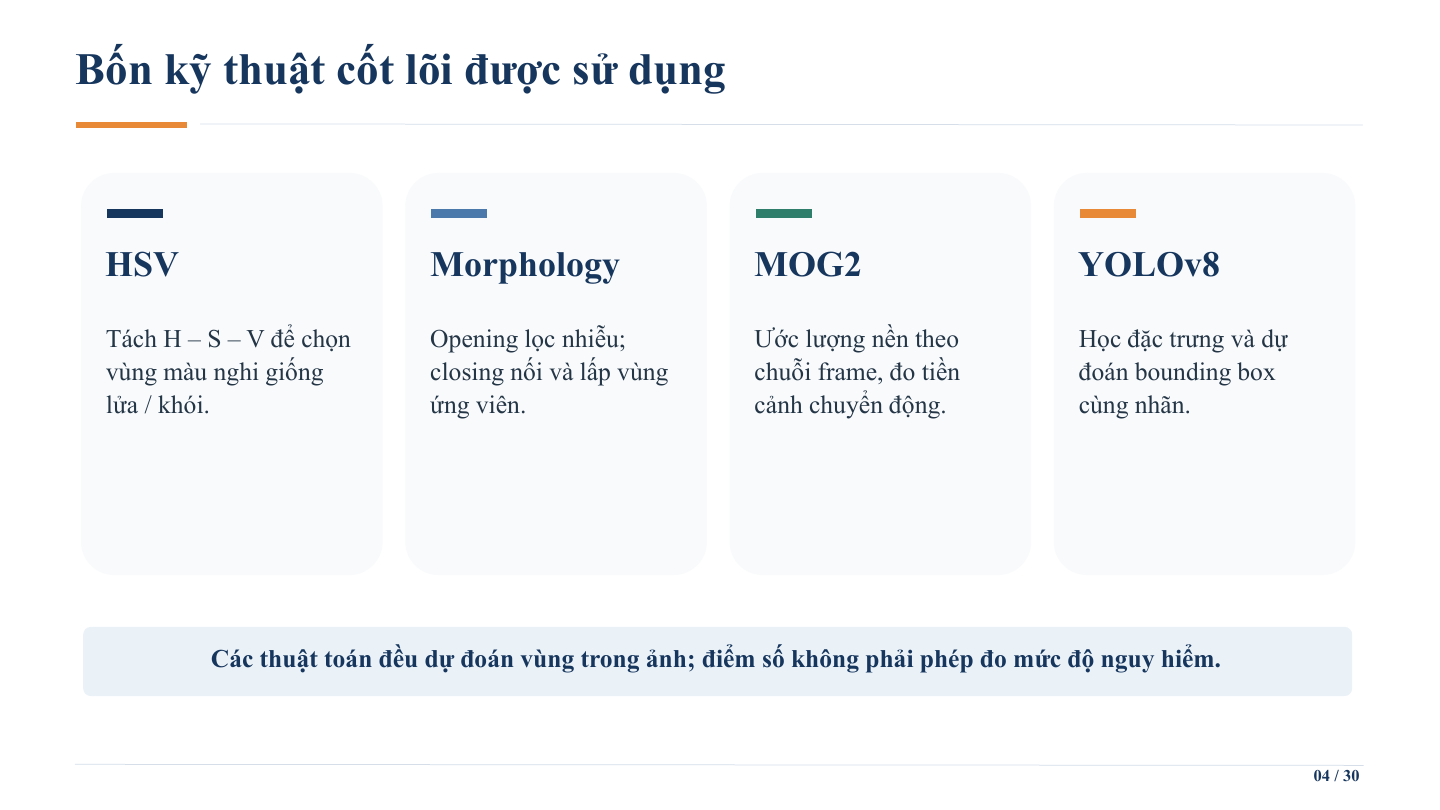 Bốn kỹ thuật cốt lõi được sử dụng
HSV
Tách H – S – V để chọn
vùng màu nghi giống
lửa / khói.
Morphology
Opening lọc nhiễu;
closing nối và lấp vùng
ứng viên.
MOG2
Ước lượng nền theo
chuỗi frame, đo tiền
cảnh chuyển động.
YOLOv8
Học đặc trưng và dự
đoán bounding box
cùng nhãn.
Các thuật toán đều dự đoán vùng trong ảnh; điểm số không phải phép đo mức độ nguy hiểm.
04 / 30